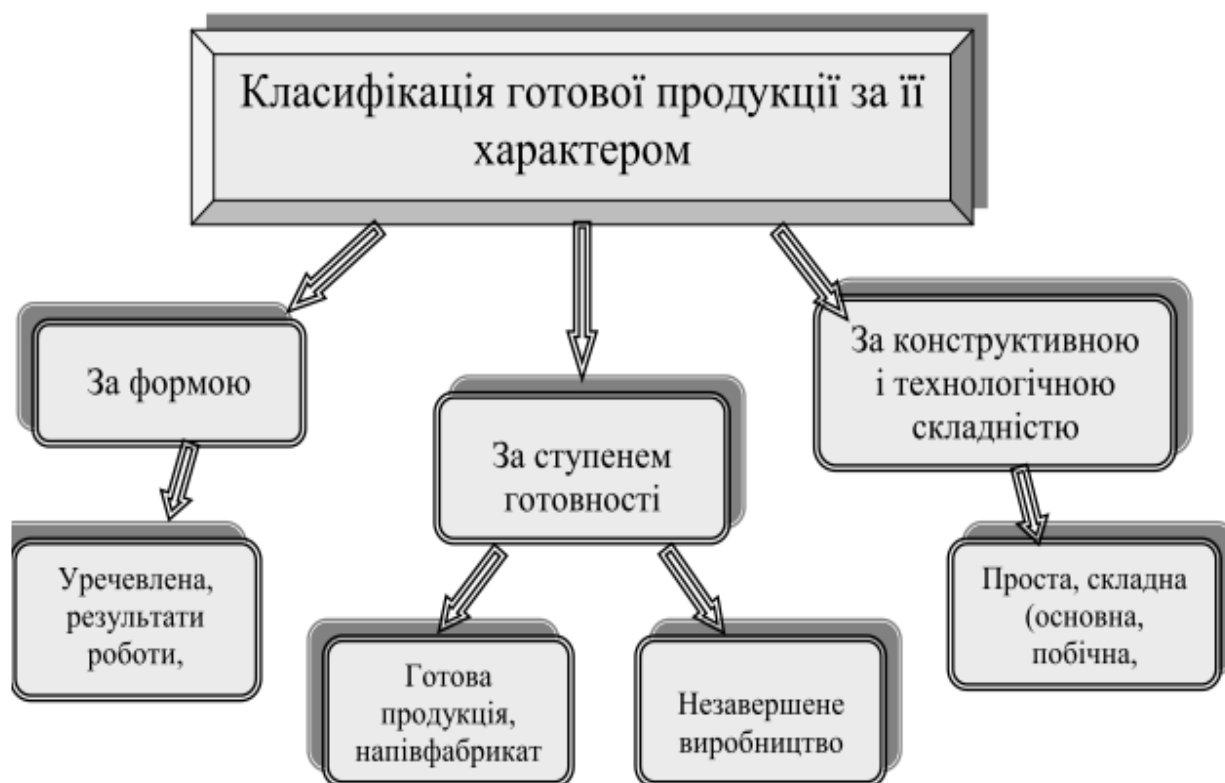 Класифікація готової продукції за її
характером
За формою
За ступенем
готовності
За конструктивною
і технологічною
складністю
Уречевлена,
результати
роботи,
Готова
продукція,
напівфабрикат
Незавершене
виробництво
Проста, складна
(основна,
побічна,